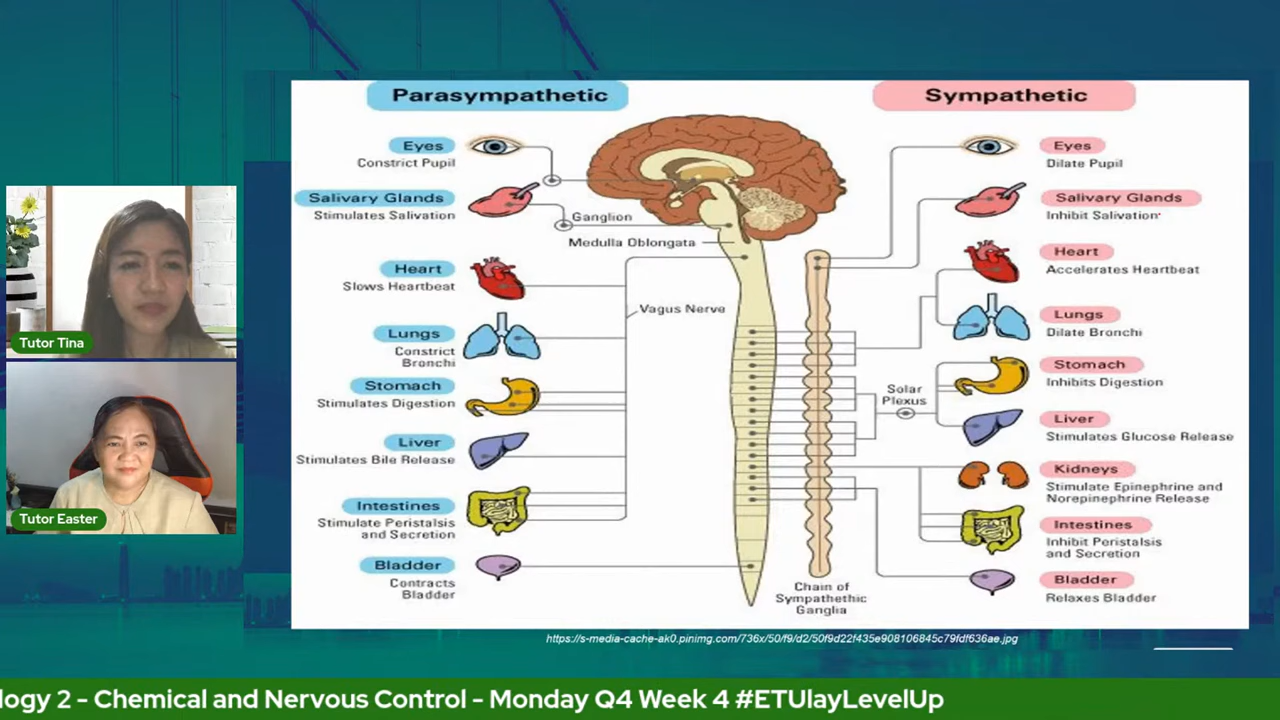 Parasympathetic
Sympathetic
Eyes
Constrict Pupil
Salivary Glands
Stimulates Salivation
Heart
Slows Heartbeat
Lungs
Constrict
Bronchi
Stomach
Stimulates Digestion
Liver
Stimulates Bile Release
Intestines
Stimulate Peristalsis
and Secretion
Bladder
Contracts
Bladder
Ganglion
Medulla Oblongata
Vagus Nerve
Solar
Plexus
Chain of
Sympathethic
Ganglia
Eyes
Dilate Pupil
Salivary Glands
Inhibit Salivation
Heart
Accelerates Heartbeat
Lungs
Dilate Bronchi
Stomach
Inhibits Digestion
Liver
Stimulates Glucose Release
Kidneys
Stimulate Epinephrine and
Norepinephrine Release
Intestines
Inhibit Peristalsis
and Secretion
Bladder
Relaxes Bladder
Tutor Tina
Tutor Easter
https://s-media-cache-ak0.pinimg.com/736x/50/f9/d2/50f9d22f435e908106845c79fdf636ae.jpg
logy 2 - Chemical and Nervous Control - Monday Q4 Week 4 #ETUlayLevelUp